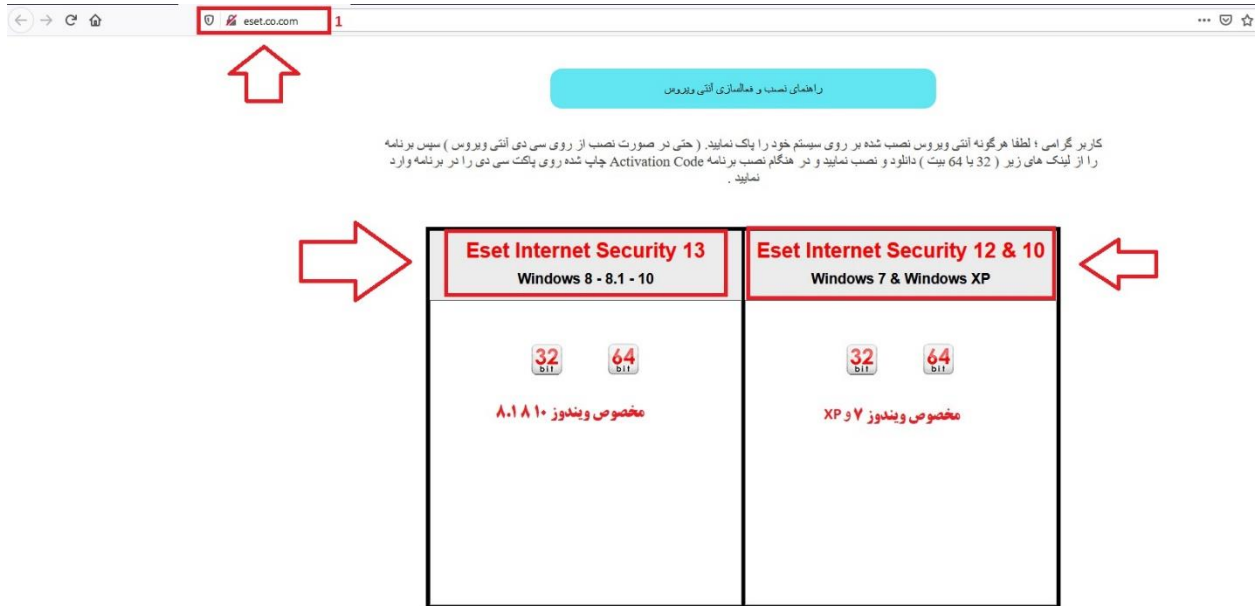 eset.co.com
1
راهنمای نصب و فعالسازی آنتی ویروس
کاربر گرامی ؛ لطفا هرگونه آنتی ویروس نصب شده بر روی سیستم خود را پاک نمایید. ( حتی در صورت نصب از روی سی دی آنتی ویروس ) سپس برنامه
را از لینک های زیر ( 32 یا 64 بیت ) دانلود و نصب نمایید و در هنگام نصب برنامه Activation Code چاپ شده روی پاکت سی دی را در برنامه وارد
نمایید .
Eset Internet Security 13
Windows 8 - 8.1 - 10
32 bit
64 bit
مخصوص ویندوز ۱۰ ۸ ۸.۱
Eset Internet Security 12 & 10
Windows 7 & Windows XP
32 bit
64 bit
مخصوص ویندوز ۷ و XP